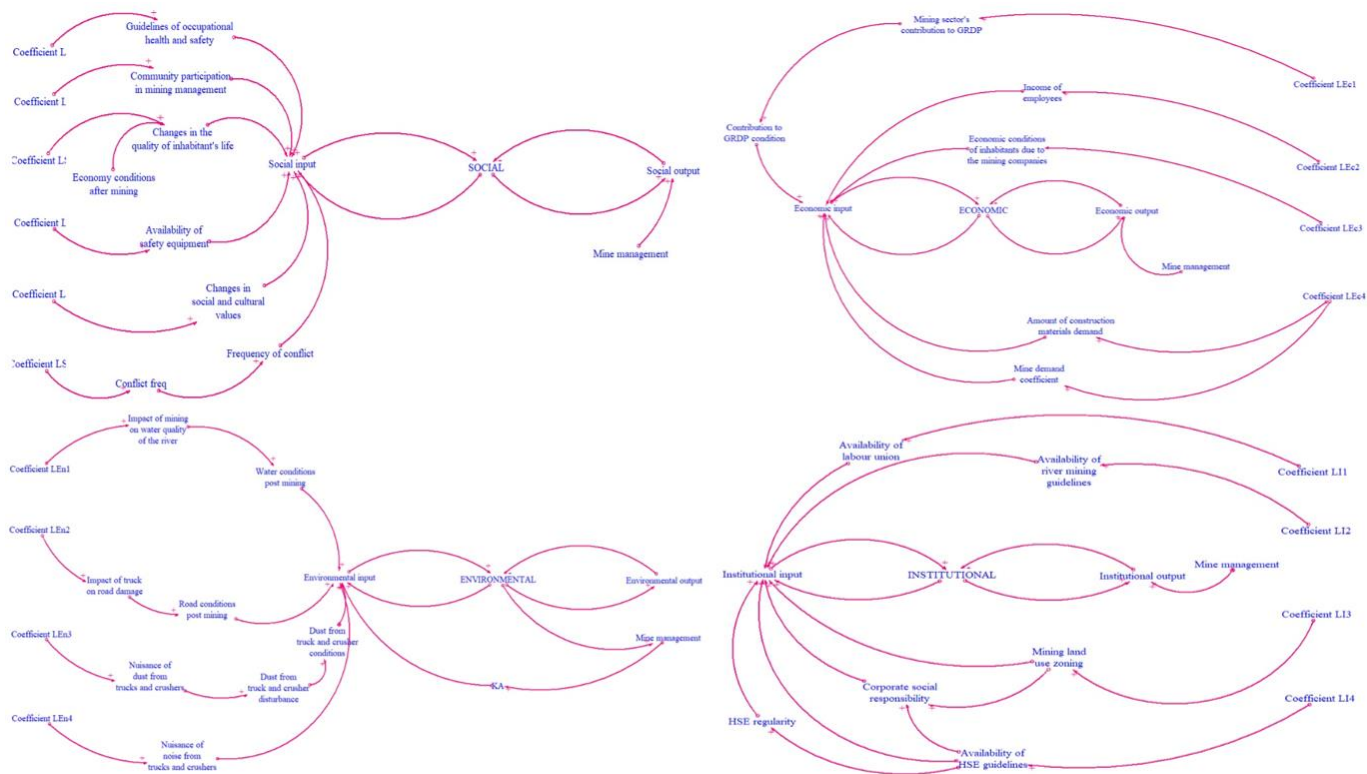 Guidelines of occupational
health and safety
Coefficient L
Community participation
in mining management
Coefficient L
Changes in the
quality of inhabitant's life
Coefficient LS
Economy conditions
after mining
Social input
SOCIAL
Social output
Coefficient L
Availability of
safety equipment
Mine management
Coefficient L
Changes in
social and cultural
values
Frequency of conflict
Coefficient LS
Conflict freq
Mining sector's
contribution to GRDP
Coefficient LEc1
Income of
employees
Contribution to
GRDP condition
Economic conditions
of inhabitants due to
the mining companies
Coefficient LEc2
Economic input
ECONOMIC
Economic output
Coefficient LEc3
Mine management
Coefficient LEc4
Amount of construction
materials demand
Mine demand
coefficient
Impact of mining
on water quality
of the river
Coefficient LEn1
Water conditions
post mining
Coefficient LEn2
Impact of truck
on road damage
Environmental input
ENVIRONMENTAL
Environmental output
Road conditions
post mining
Dust from
truck and crusher
conditions
Mine management
Coefficient LEn3
Nuisance of
dust from
trucks and crushers
Dust from
truck and crusher
disturbance
KA
Coefficient LEn4
Nuisance of
noise from
trucks and crushers
Availability of
labour union
Availability of
river mining
guidelines
Coefficient LI1
Coefficient LI2
Institutional input
INSTITUTIONAL
Institutional output
Mine management
Coefficient LI3
Mining land
use zoning
Corporate social
responsibility
Coefficient LI4
HSE regularity
Availability of
HSE guidelines